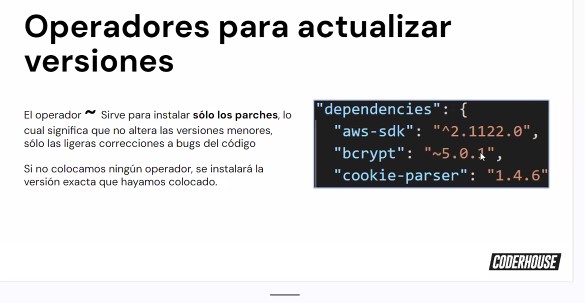 Operadores para actualizar
versiones
El operador ~ Sirve para instalar sólo los parches, lo
cual significa que no altera las versiones menores,
sólo las ligeras correcciones a bugs del código
Si no colocamos ningún operador, se instalará la
versión exacta que hayamos colocado.
"dependencies": {
"aws-sdk": "^2.1122.0",
"bcrypt": "~5.0.1",
"cookie-parser": "1.4.6"
CODERHOUSE